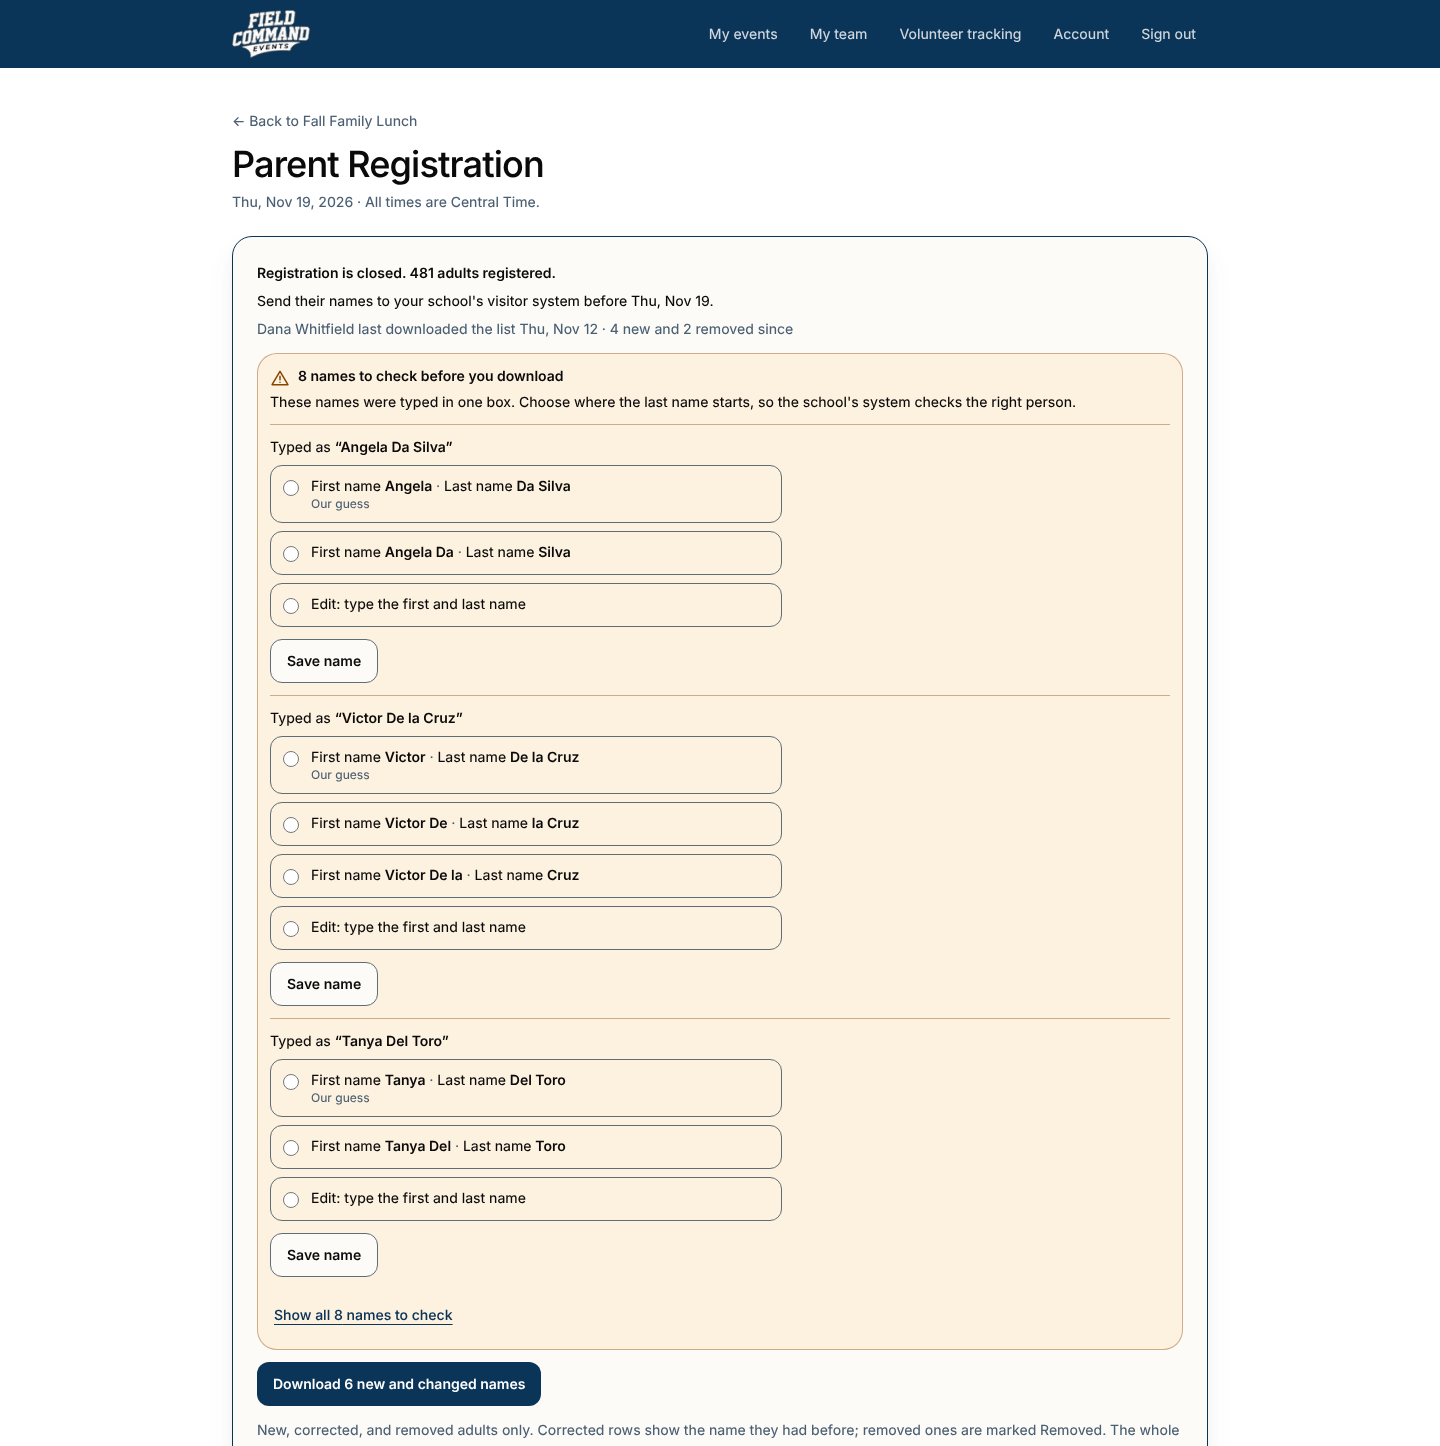 FIELD
COMMAND
EVENTS
My events
My team
Volunteer tracking
Account
Sign out
← Back to Fall Family Lunch
Parent Registration
Thu, Nov 19, 2026 · All times are Central Time.
Registration is closed. 481 adults registered.
Send their names to your school's visitor system before Thu, Nov 19.
Dana Whitfield last downloaded the list Thu, Nov 12 · 4 new and 2 removed since
8 names to check before you download
These names were typed in one box. Choose where the last name starts, so the school's system checks the right person.
Typed as “Angela Da Silva”
First name Angela · Last name Da Silva
Our guess
First name Angela Da · Last name Silva
Edit: type the first and last name
Save name
Typed as “Victor De la Cruz”
First name Victor · Last name De la Cruz
Our guess
First name Victor De · Last name la Cruz
First name Victor De la · Last name Cruz
Edit: type the first and last name
Save name
Typed as “Tanya Del Toro”
First name Tanya · Last name Del Toro
Our guess
First name Tanya Del · Last name Toro
Edit: type the first and last name
Save name
Show all 8 names to check
Download 6 new and changed names
New, corrected, and removed adults only. Corrected rows show the name they had before; removed ones are marked Removed. The whole